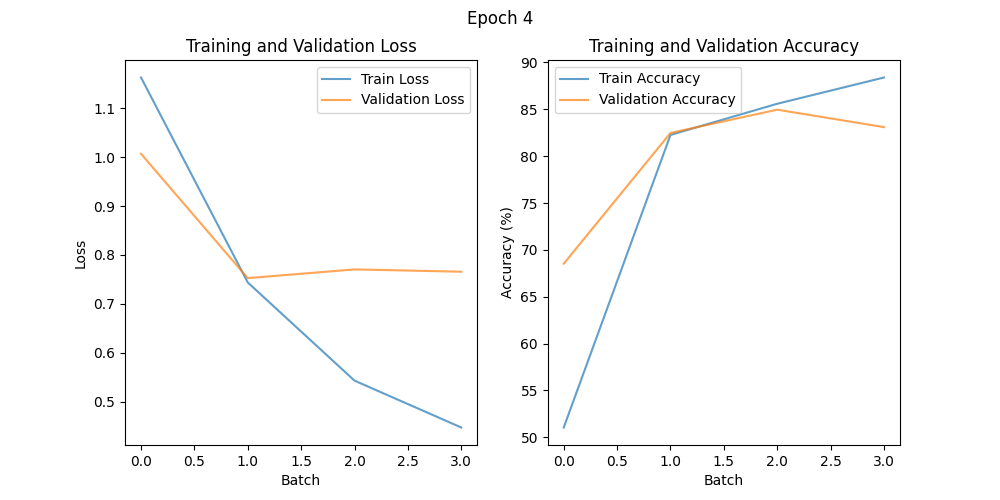 Epoch 4
Training and Validation Loss
Train Loss
Validation Loss
Loss
1.1
1.0
0.9
0.8
0.7
0.6
0.5
0.0 0.5 1.0 1.5 2.0 2.5 3.0
Batch
Training and Validation Accuracy
Train Accuracy
Validation Accuracy
Accuracy (%)
90
85
80
75
70
65
60
55
50
0.0 0.5 1.0 1.5 2.0 2.5 3.0
Batch